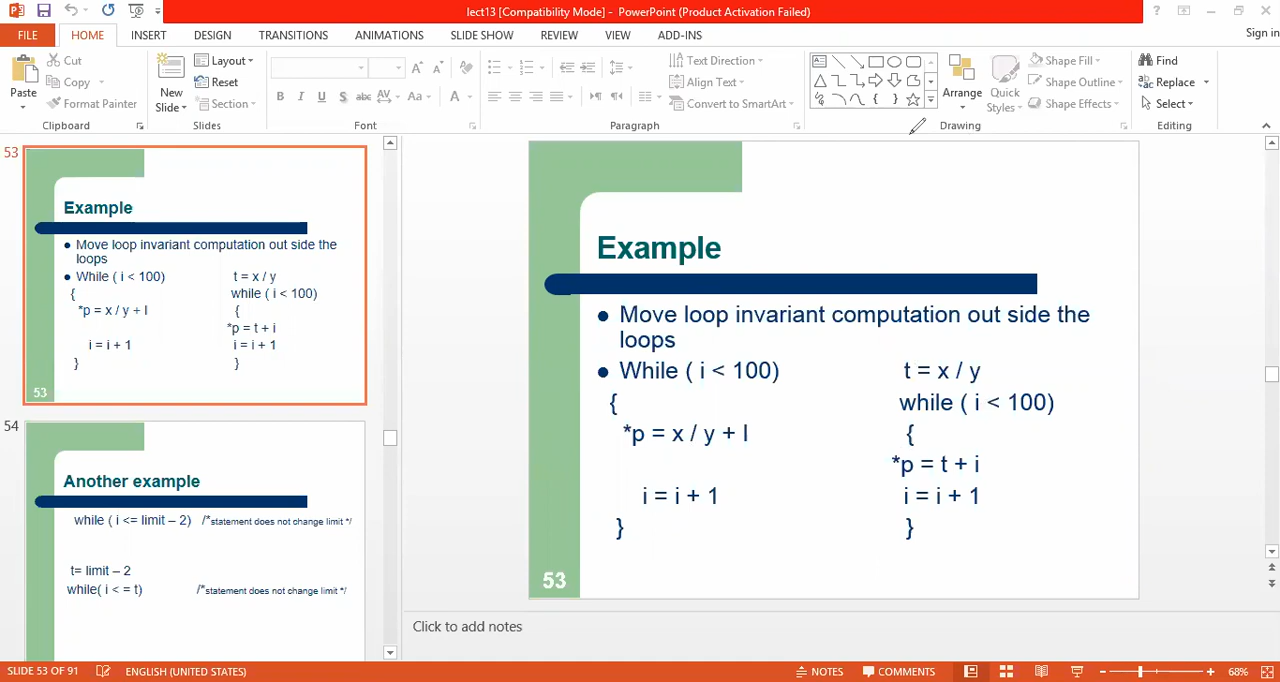 lect13 [Compatibility Mode] - PowerPoint (Product Activation Failed)
FILE HOME INSERT DESIGN TRANSITIONS ANIMATIONS SLIDE SHOW REVIEW VIEW ADD-INS Sign in
Paste
Cut
Copy
Format Painter
Clipboard
New
Slide
Layout
Reset
Section
Slides
B I U S abc AV Aa A
Font
Text Direction
Align Text
Convert to SmartArt
Paragraph
Arrange
Quick
Styles
Shape Fill
Shape Outline
Shape Effects
Drawing
Find
Replace
Select
Editing
53
Example
Move loop invariant computation out side the
loops
While ( i < 100) t = x / y
{ while ( i < 100)
*p = x / y + I {
*p = t + i
i = i + 1 i = i + 1
} }
53
54
Another example
while ( i <= limit – 2) /*statement does not change limit */
t= limit – 2
while( i < = t) /*statement does not change limit */
Example
Move loop invariant computation out side the
loops
While ( i < 100) t = x / y
{ while ( i < 100)
*p = x / y + I {
*p = t + i
i = i + 1 i = i + 1
} }
53
Click to add notes
SLIDE 53 OF 91 ENGLISH (UNITED STATES) NOTES COMMENTS 68%